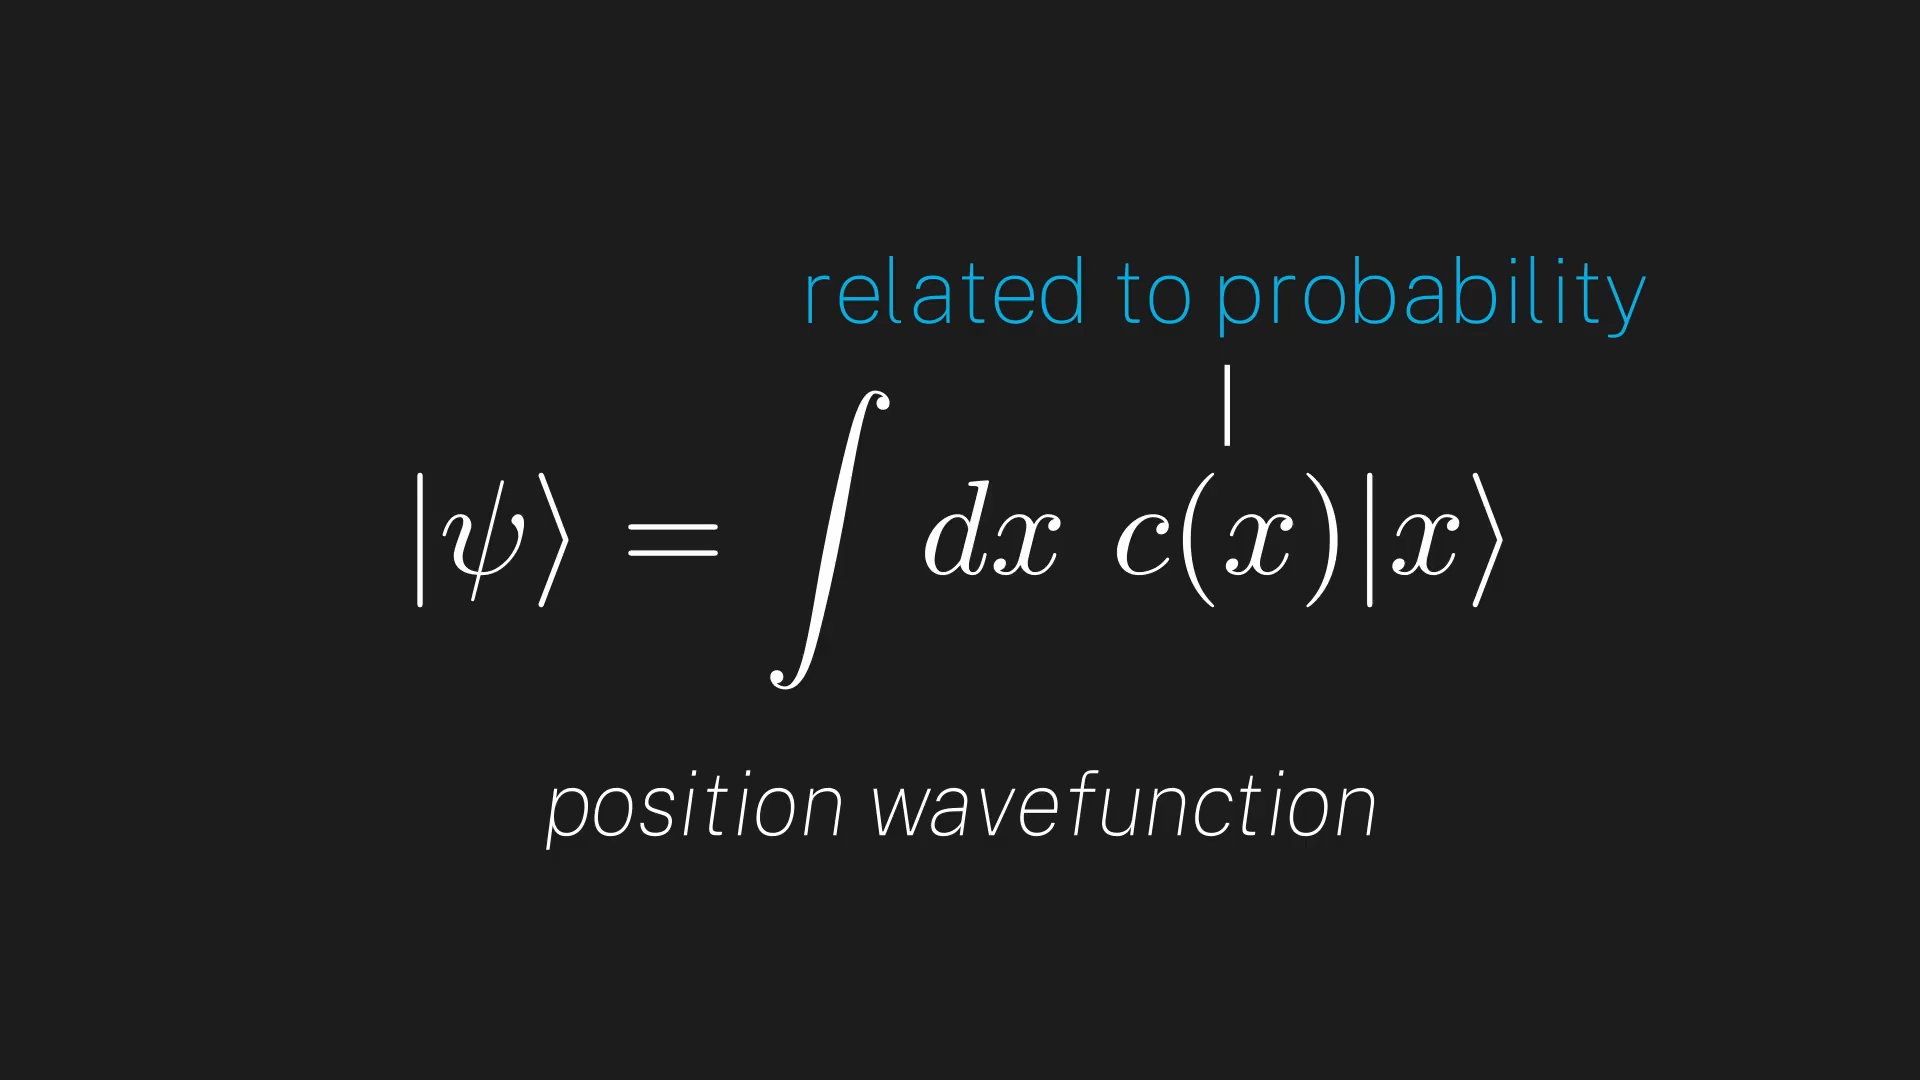 related to probability
|ψ⟩ = ∫ dx c(x)|x⟩
position wavefunction